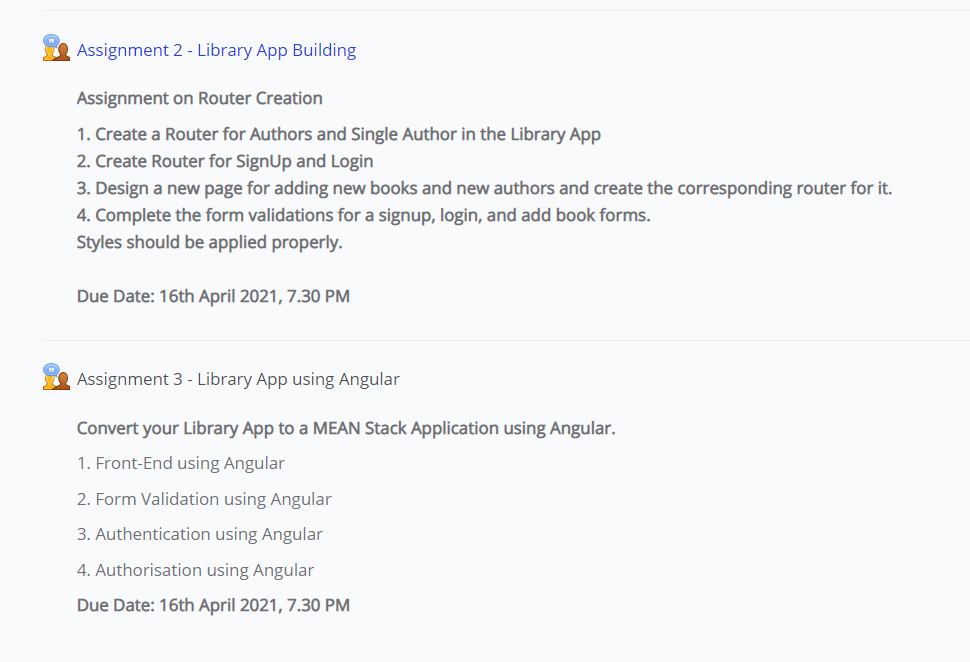 Assignment 2 - Library App Building
Assignment on Router Creation
1. Create a Router for Authors and Single Author in the Library App
2. Create Router for SignUp and Login
3. Design a new page for adding new books and new authors and create the corresponding router for it.
4. Complete the form validations for a signup, login, and add book forms.
Styles should be applied properly.
Due Date: 16th April 2021, 7.30 PM
Assignment 3 - Library App using Angular
Convert your Library App to a MEAN Stack Application using Angular.
1. Front-End using Angular
2. Form Validation using Angular
3. Authentication using Angular
4. Authorisation using Angular
Due Date: 16th April 2021, 7.30 PM